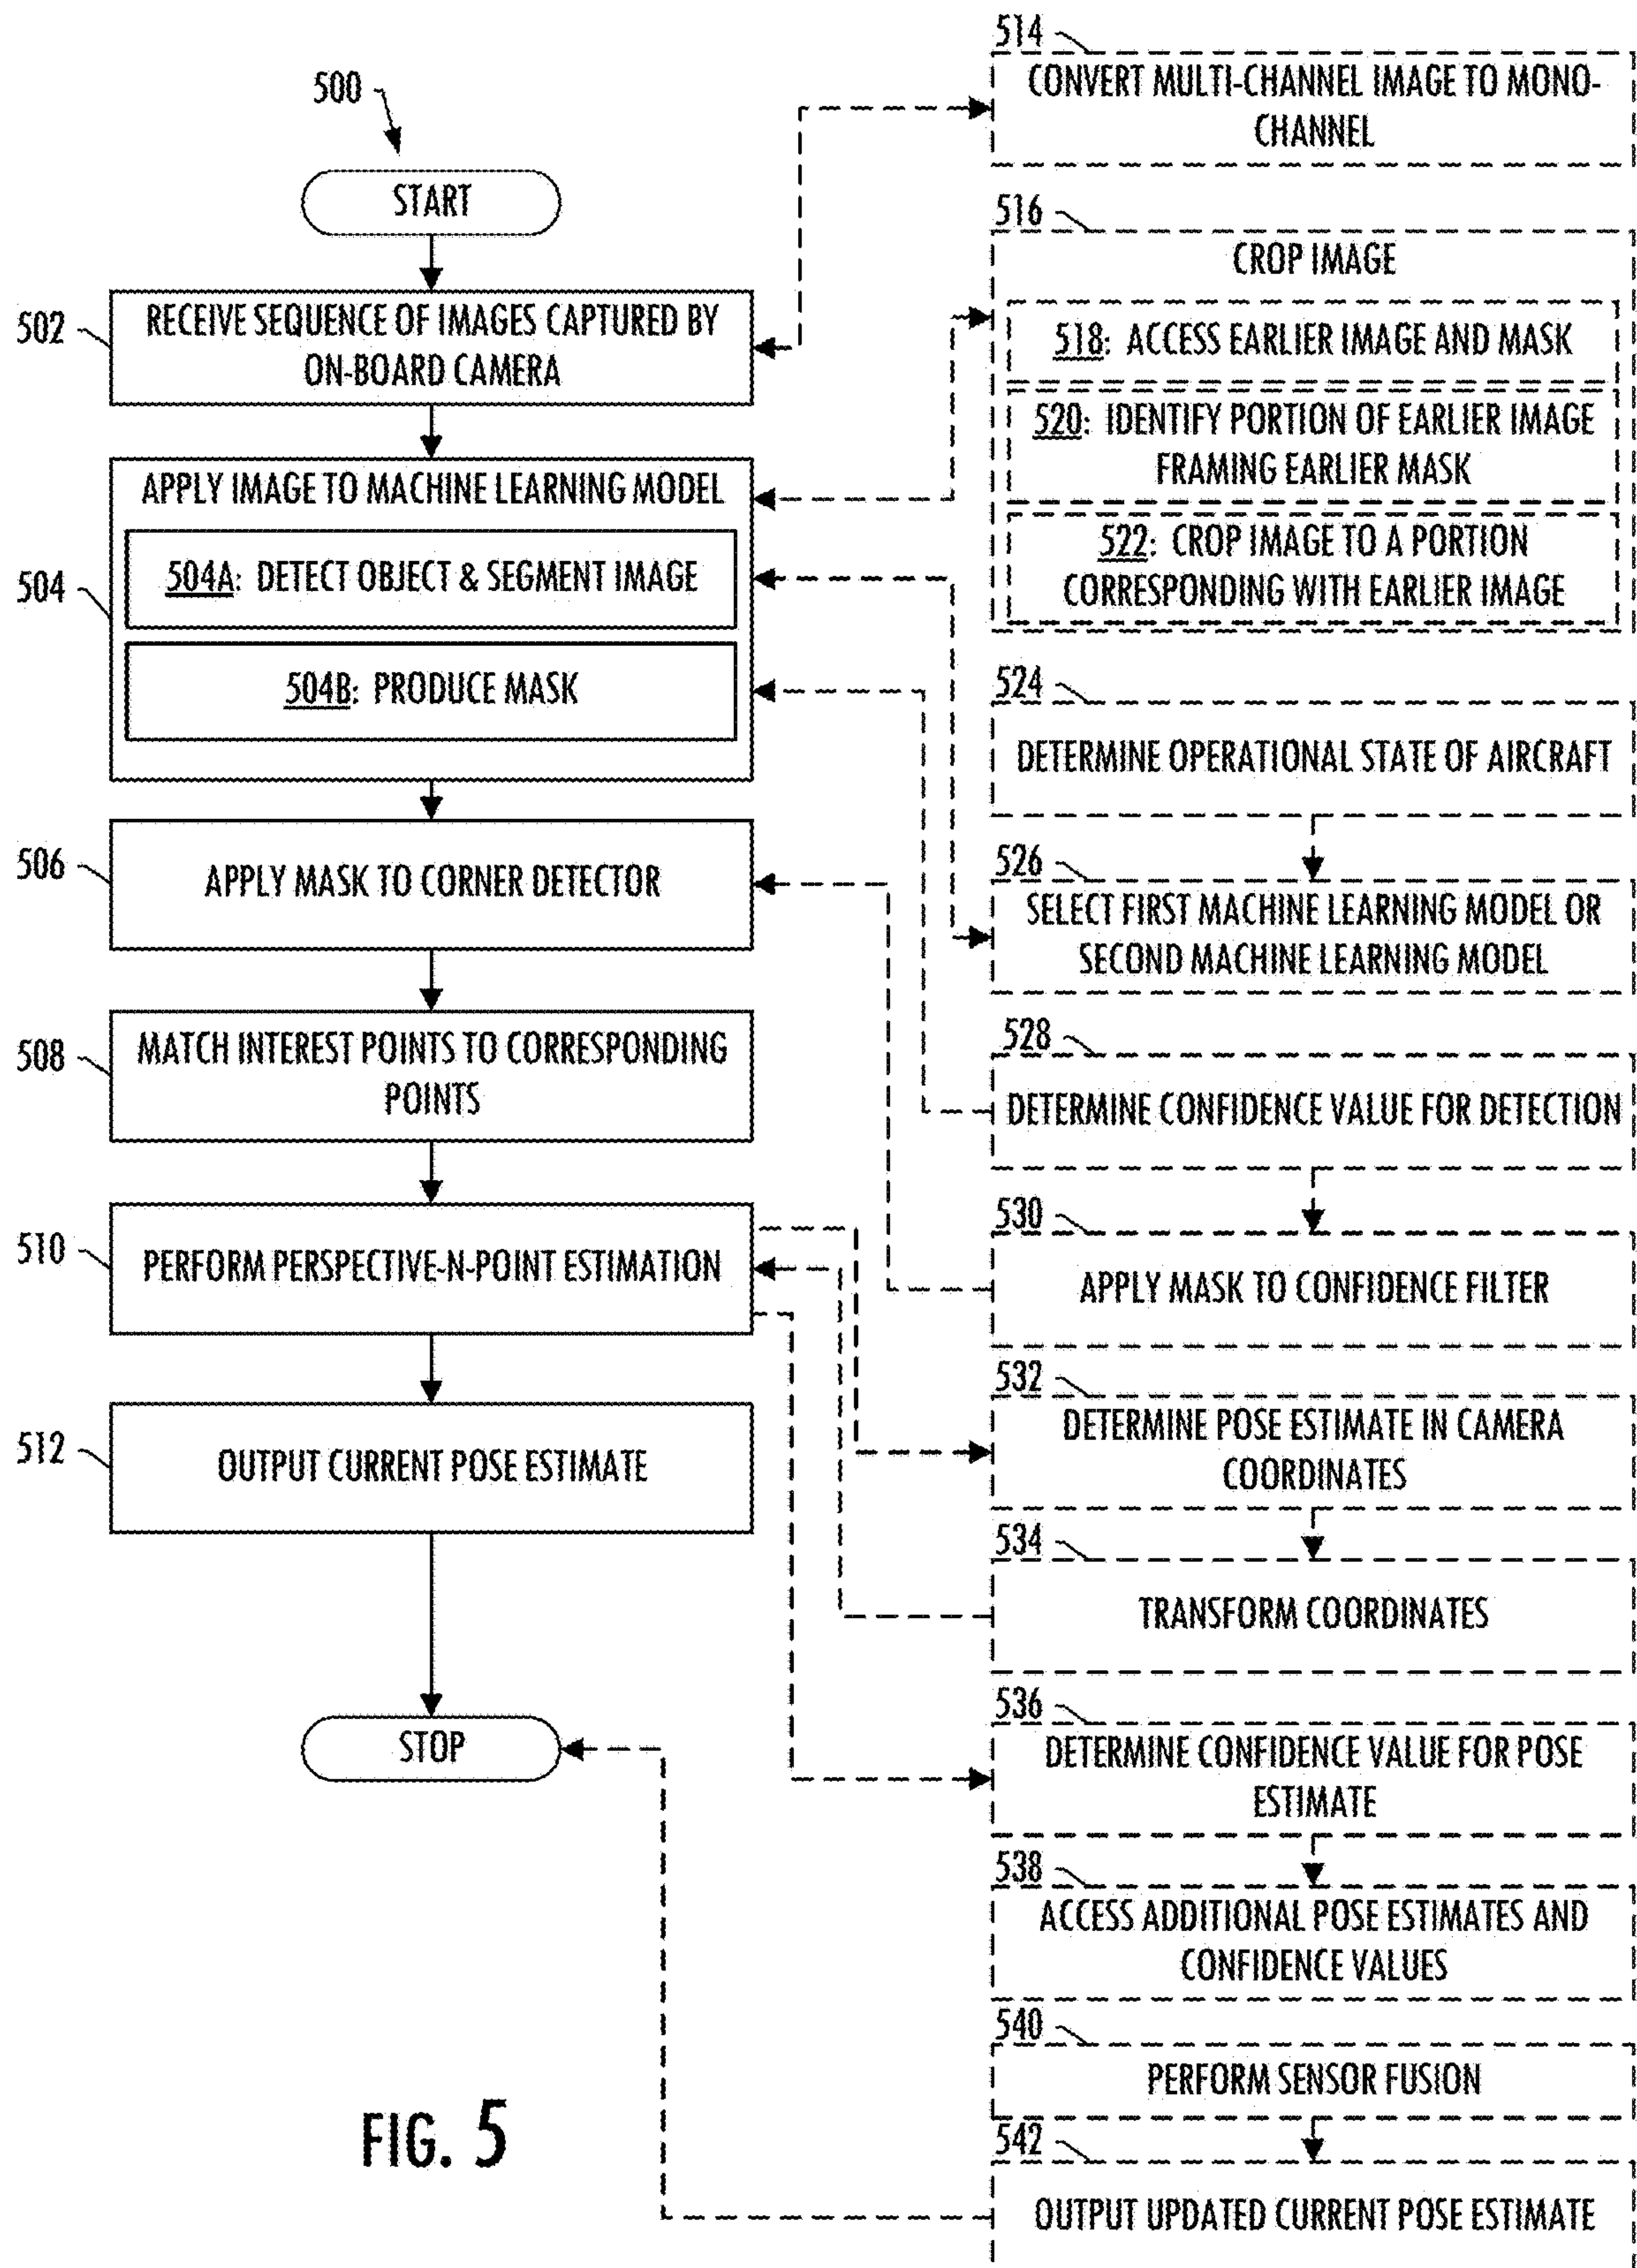 500
START
502
RECEIVE SEQUENCE OF IMAGES CAPTURED BY
ON-BOARD CAMERA
504
APPLY IMAGE TO MACHINE LEARNING MODEL
504A: DETECT OBJECT & SEGMENT IMAGE
504B: PRODUCE MASK
506
APPLY MASK TO CORNER DETECTOR
508
MATCH INTEREST POINTS TO CORRESPONDING
POINTS
510
PERFORM PERSPECTIVE-N-POINT ESTIMATION
512
OUTPUT CURRENT POSE ESTIMATE
STOP
514
CONVERT MULTI-CHANNEL IMAGE TO MONO-
CHANNEL
516
CROP IMAGE
518: ACCESS EARLIER IMAGE AND MASK
520: IDENTIFY PORTION OF EARLIER IMAGE
FRAMING EARLIER MASK
522: CROP IMAGE TO A PORTION
CORRESPONDING WITH EARLIER IMAGE
524
DETERMINE OPERATIONAL STATE OF AIRCRAFT
526
SELECT FIRST MACHINE LEARNING MODEL OR
SECOND MACHINE LEARNING MODEL
528
DETERMINE CONFIDENCE VALUE FOR DETECTION
530
APPLY MASK TO CONFIDENCE FILTER
532
DETERMINE POSE ESTIMATE IN CAMERA
COORDINATES
534
TRANSFORM COORDINATES
536
DETERMINE CONFIDENCE VALUE FOR POSE
ESTIMATE
538
ACCESS ADDITIONAL POSE ESTIMATES AND
CONFIDENCE VALUES
540
PERFORM SENSOR FUSION
542
OUTPUT UPDATED CURRENT POSE ESTIMATE
FIG. 5